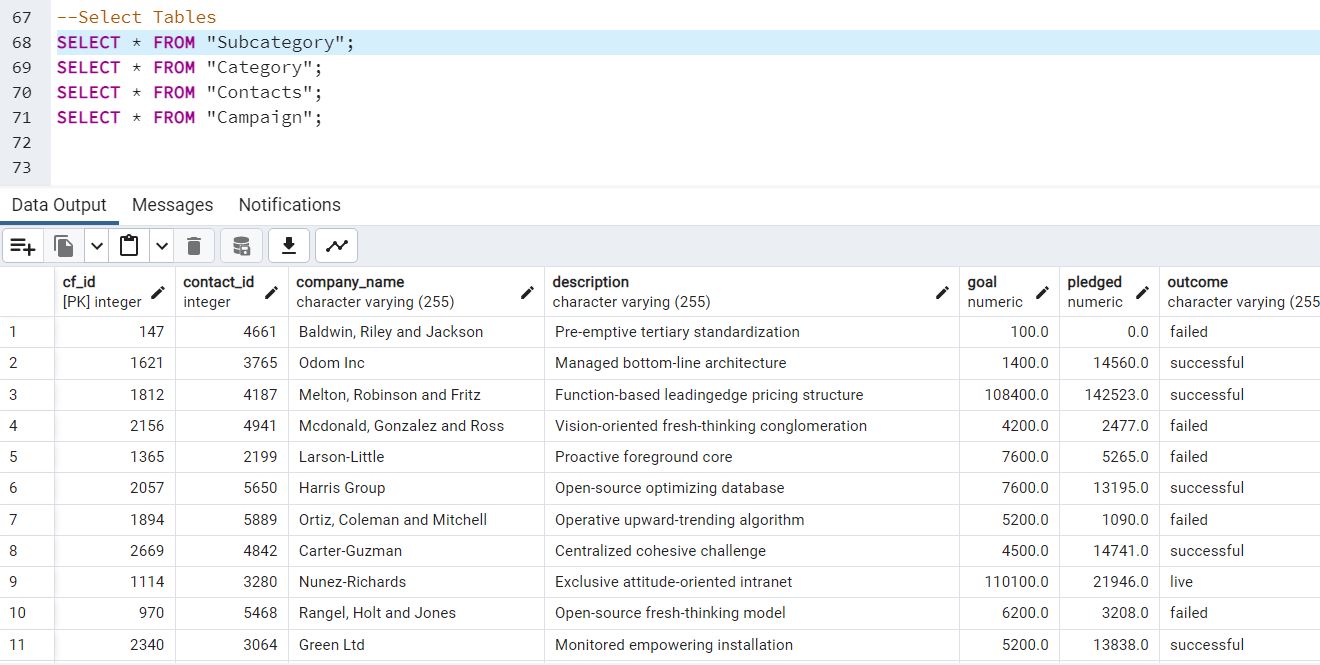 67 --Select Tables
68 SELECT * FROM "Subcategory";
69 SELECT * FROM "Category";
70 SELECT * FROM "Contacts";
71 SELECT * FROM "Campaign";
72
73
Data Output Messages Notifications
cf_id contact_id company_name description goal pledged outcome
[PK] integer integer character varying (255) character varying (255) numeric numeric character varying (255
1 147 4661 Baldwin, Riley and Jackson Pre-emptive tertiary standardization 100.0 0.0 failed
2 1621 3765 Odom Inc Managed bottom-line architecture 1400.0 14560.0 successful
3 1812 4187 Melton, Robinson and Fritz Function-based leadingedge pricing structure 108400.0 142523.0 successful
4 2156 4941 Mcdonald, Gonzalez and Ross Vision-oriented fresh-thinking conglomeration 4200.0 2477.0 failed
5 1365 2199 Larson-Little Proactive foreground core 7600.0 5265.0 failed
6 2057 5650 Harris Group Open-source optimizing database 7600.0 13195.0 successful
7 1894 5889 Ortiz, Coleman and Mitchell Operative upward-trending algorithm 5200.0 1090.0 failed
8 2669 4842 Carter-Guzman Centralized cohesive challenge 4500.0 14741.0 successful
9 1114 3280 Nunez-Richards Exclusive attitude-oriented intranet 110100.0 21946.0 live
10 970 5468 Rangel, Holt and Jones Open-source fresh-thinking model 6200.0 3208.0 failed
11 2340 3064 Green Ltd Monitored empowering installation 5200.0 13838.0 successful